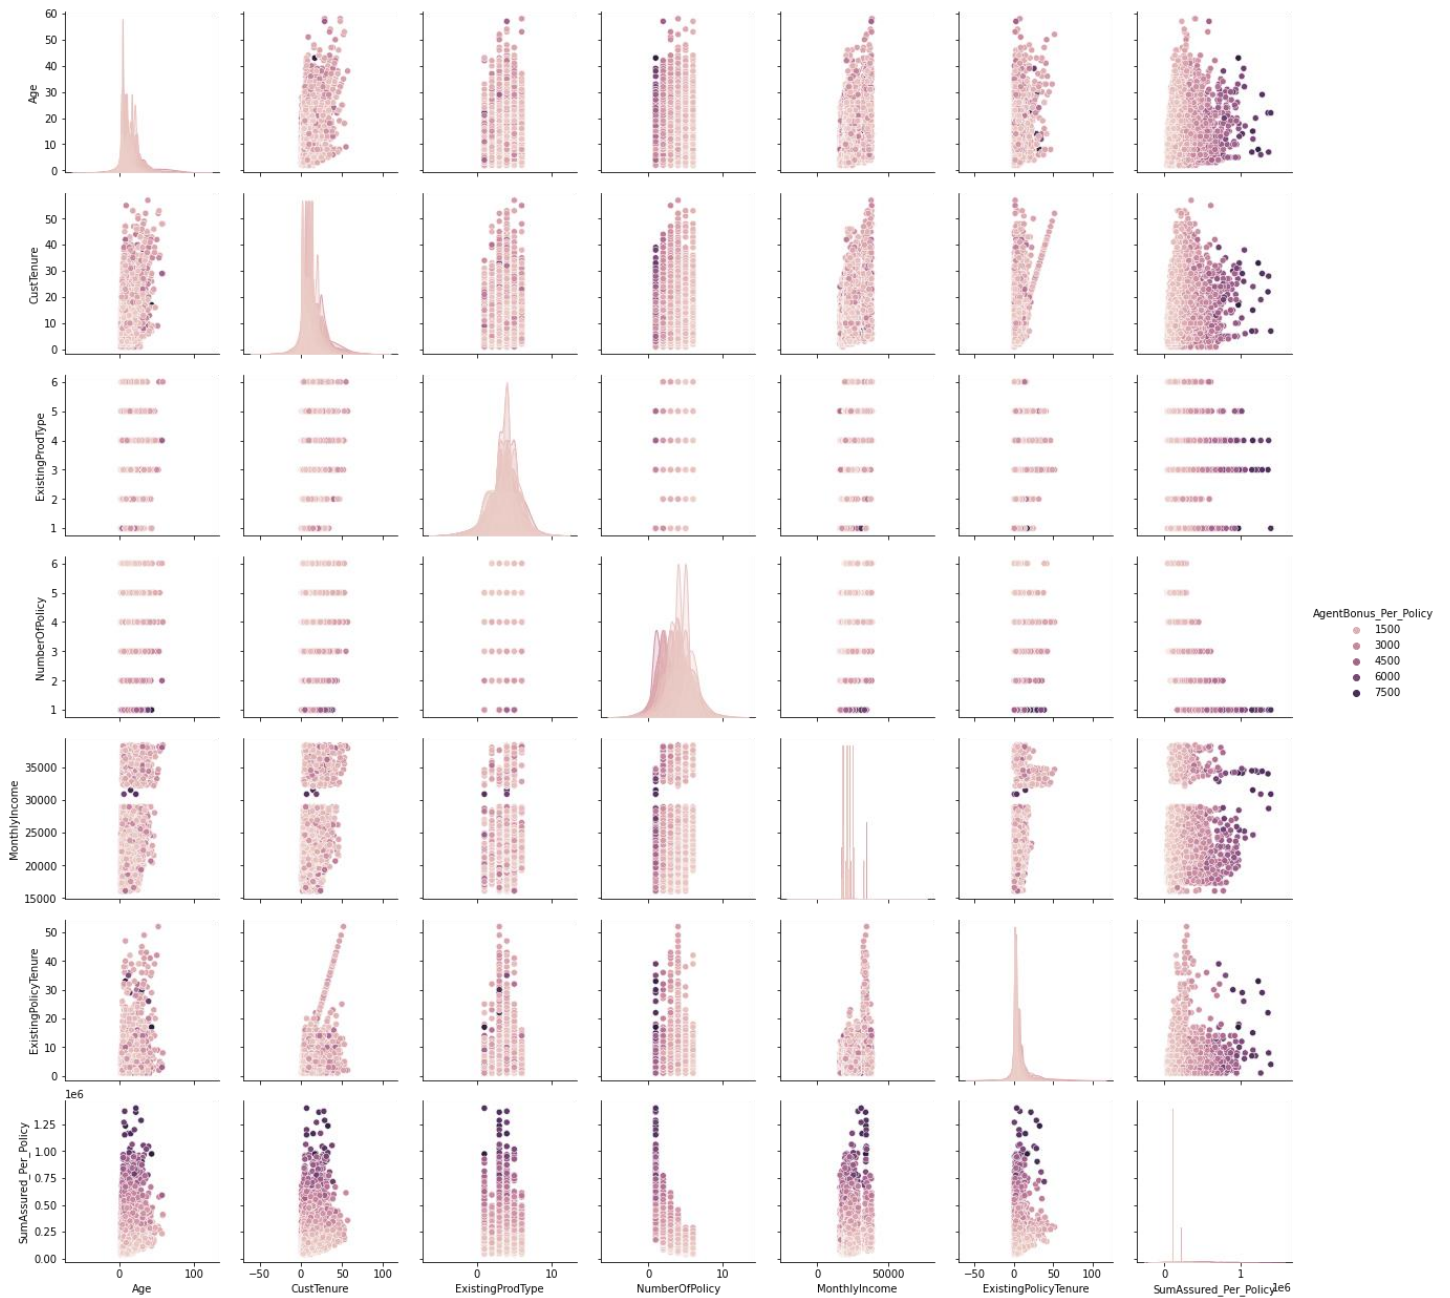 60
50
40
30
20
10
0
Age
50
40
30
20
10
0
CustTenure
6
5
4
3
2
1
ExistingProdType
6
5
4
3
2
1
NumberOfPolicy
AgentBonus_Per_Policy
1500
3000
4500
6000
7500
35000
30000
25000
20000
15000
MonthlyIncome
50
40
30
20
10
0
ExistingPolicyTenure
1e6
1.25
1.00
0.75
0.50
0.25
0.00
SumAssured_Per_Policy
0 100
Age
−50 0 50 100
CustTenure
0 10
ExistingProdType
0 10
NumberOfPolicy
0 50000
MonthlyIncome
−50 0 50 100
ExistingPolicyTenure
0 1
SumAssured_Per_Policy 1e6